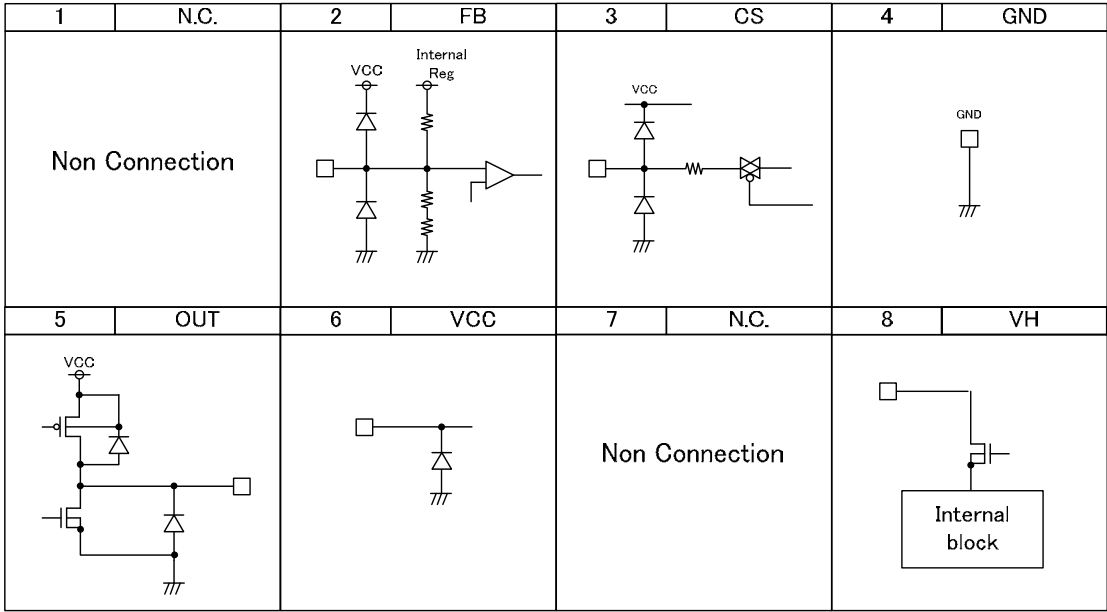 1 N.C. 2 FB 3 CS 4 GND
Non Connection
VCC
Internal
Reg
VCC
GND
5 OUT 6 VCC 7 N.C. 8 VH
VCC
Non Connection
Internal
block